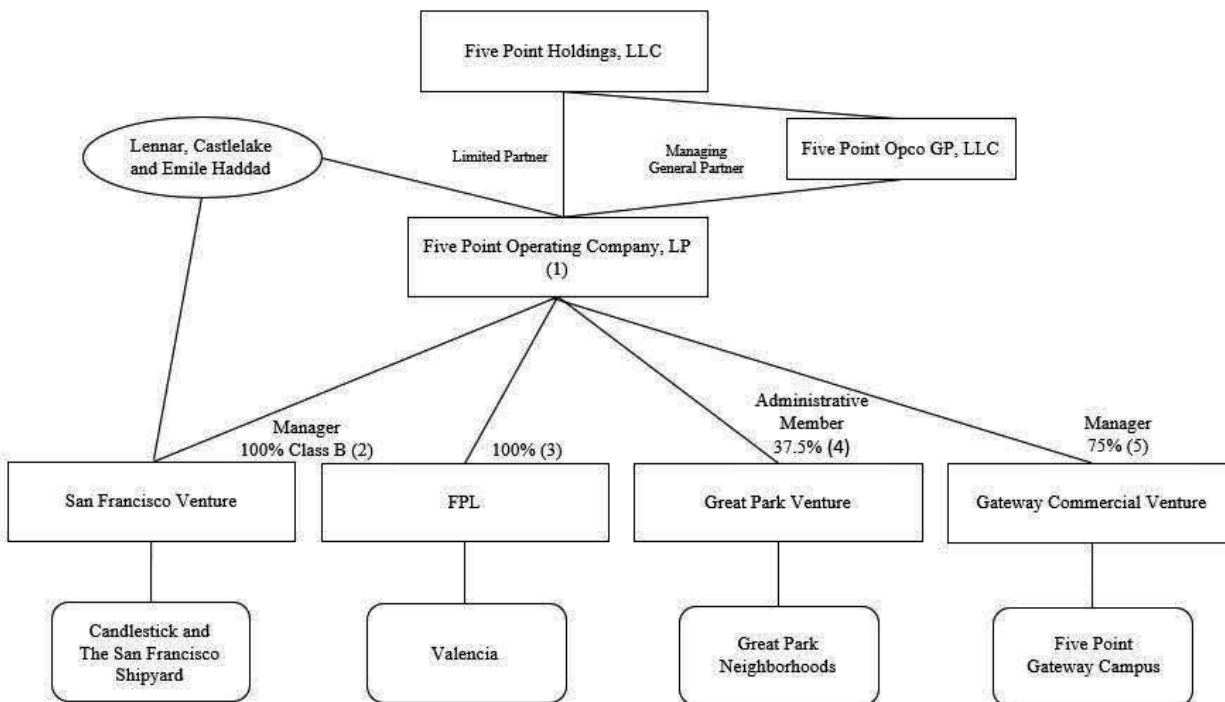 Five Point Holdings, LLC
Lennar, Castlelake
and Emile Haddad
Limited Partner
Managing
General Partner
Five Point Opco GP, LLC
Five Point Operating Company, LP
(1)
Manager
100% Class B (2)
100% (3)
Administrative
Member
37.5% (4)
Manager
75% (5)
San Francisco Venture
FPL
Great Park Venture
Gateway Commercial Venture
Candlestick and
The San Francisco
Shipyard
Valencia
Great Park
Neighborhoods
Five Point
Gateway Campus